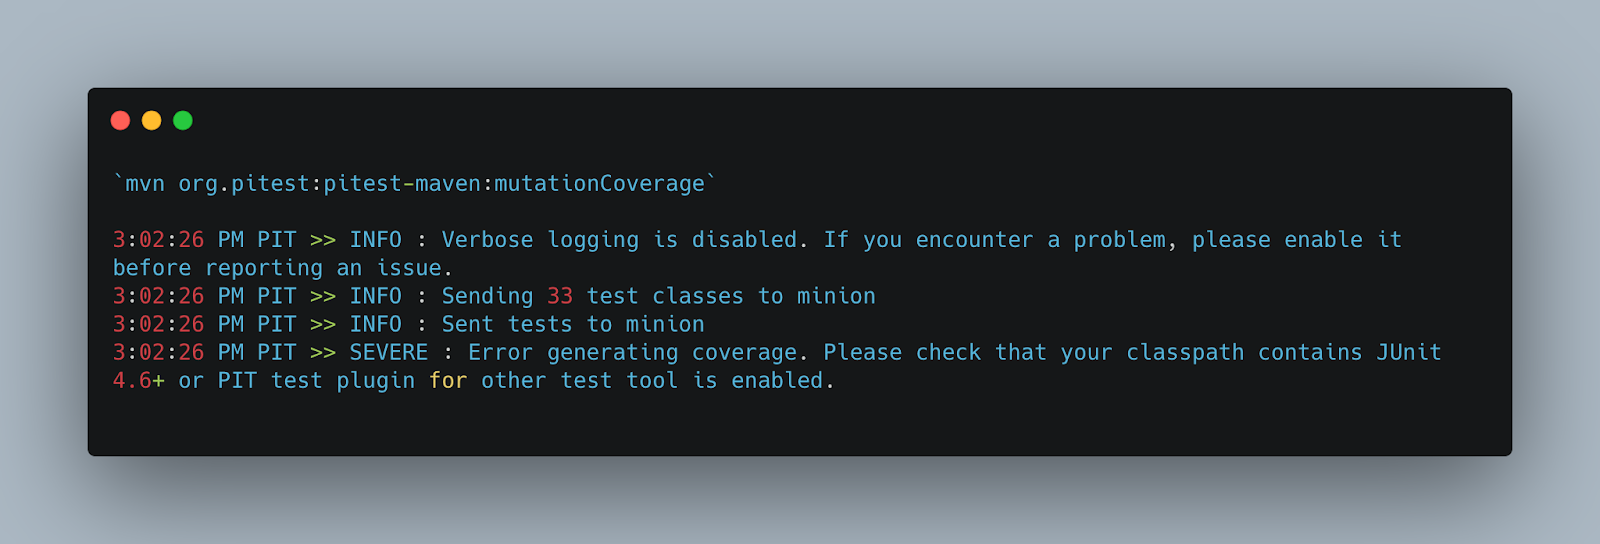 `mvn org.pitest:pitest-maven:mutationCoverage`
3:02:26 PM PIT >> INFO : Verbose logging is disabled. If you encounter a problem, please enable it
before reporting an issue.
3:02:26 PM PIT >> INFO : Sending 33 test classes to minion
3:02:26 PM PIT >> INFO : Sent tests to minion
3:02:26 PM PIT >> SEVERE : Error generating coverage. Please check that your classpath contains JUnit
4.6+ or PIT test plugin for other test tool is enabled.